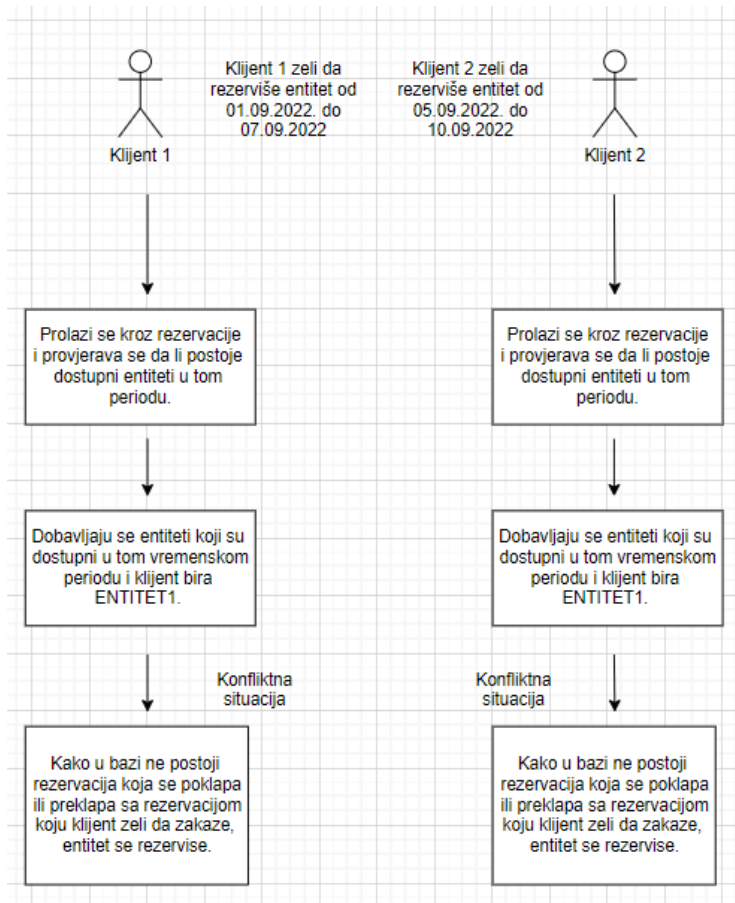 Klijent 1 zeli da
rezerviše entitet od
01.09.2022. do
07.09.2022
Klijent 2 zeli da
rezerviše entitet od
05.09.2022. do
10.09.2022
Klijent 1
Klijent 2
Prolazi se kroz rezervacije
i provjerava se da li postoje
dostupni entiteti u tom
periodu.
Prolazi se kroz rezervacije
i provjerava se da li postoje
dostupni entiteti u tom
periodu.
Dobavljaju se entiteti koji su
dostupni u tom vremenskom
periodu i klijent bira
ENTITET1.
Dobavljaju se entiteti koji su
dostupni u tom vremenskom
periodu i klijent bira
ENTITET1.
Konfliktna
situacija
Konfliktna
situacija
Kako u bazi ne postoji
rezervacija koja se poklapa
ili preklapa sa rezervacijom
koju klijent zeli da zakaze,
entitet se rezervise.
Kako u bazi ne postoji
rezervacija koja se poklapa
ili preklapa sa rezervacijom
koju klijent zeli da zakaze,
entitet se rezervise.